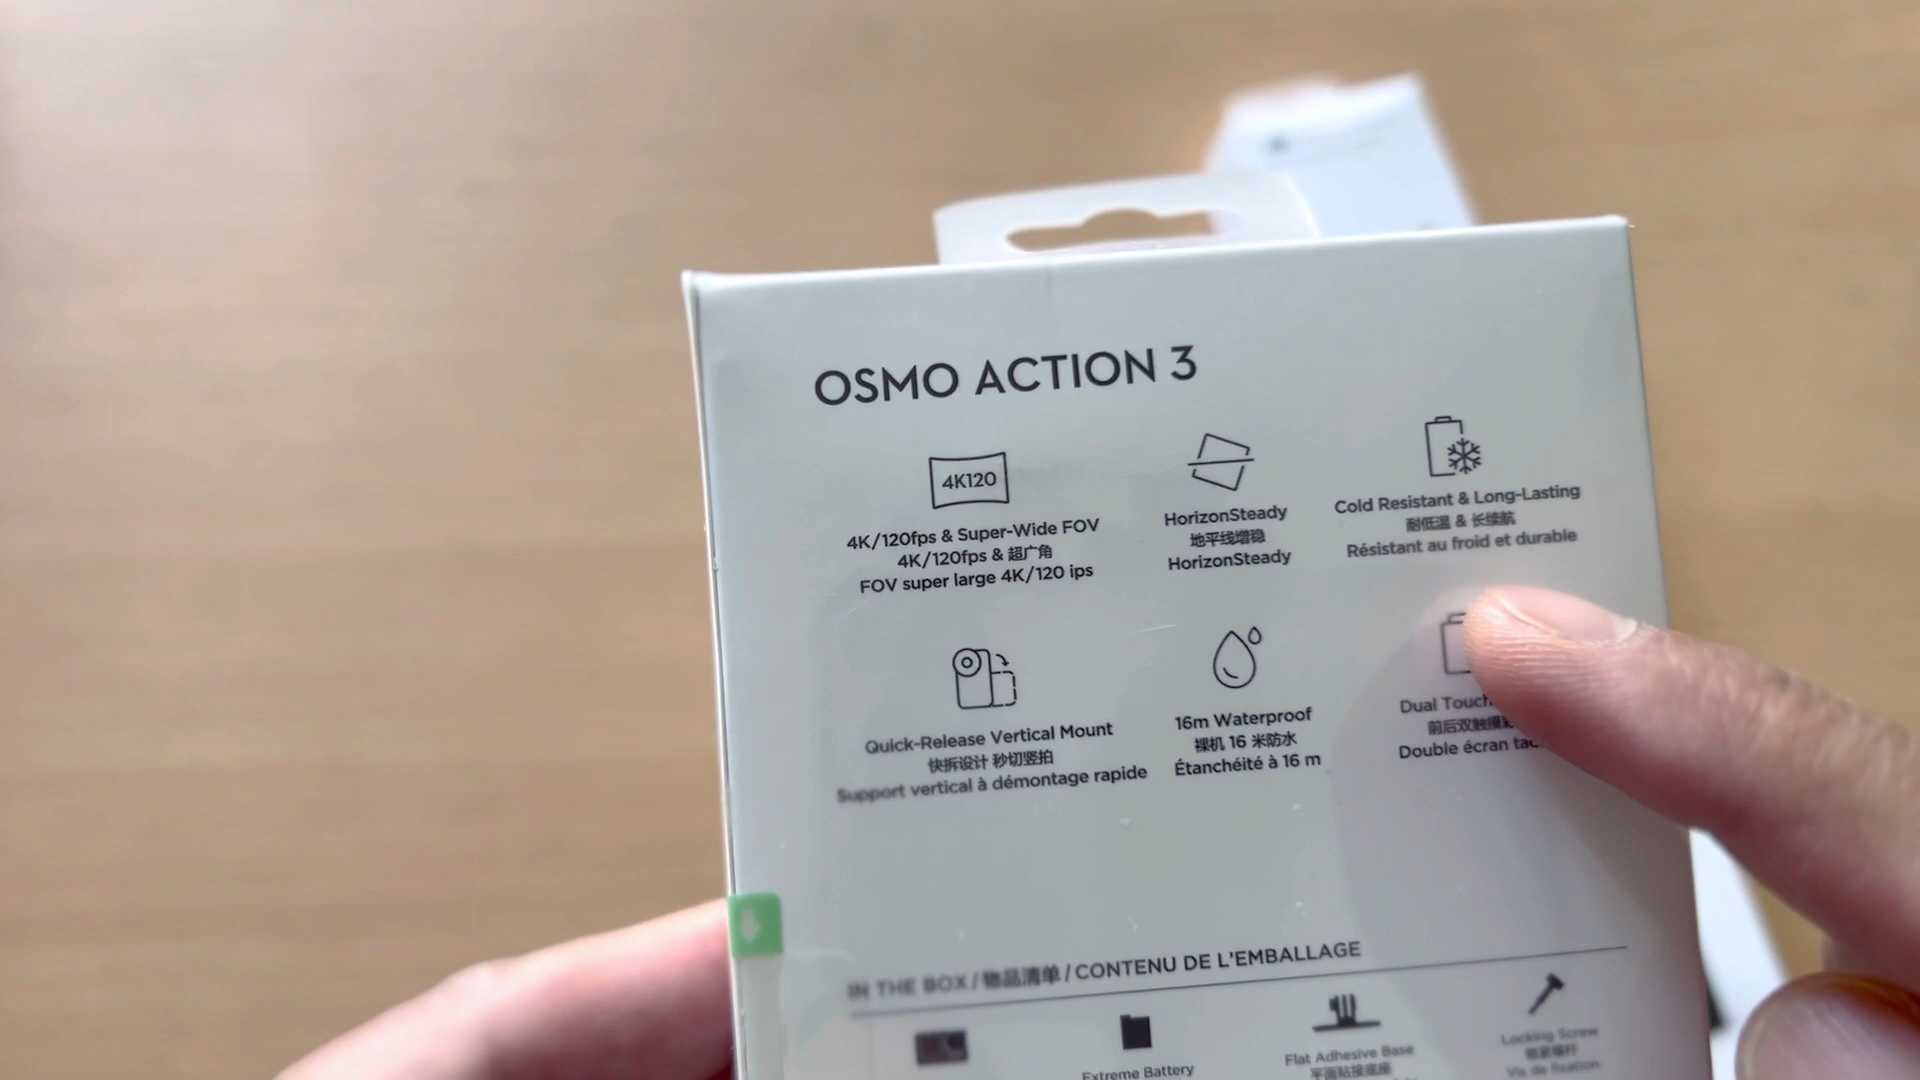 OSMO ACTION 3
4K120
4K/120fps & Super-Wide FOV
4K/120fps & 超广角
FOV super large 4K/120 ips
HorizonSteady
地平线增稳
HorizonSteady
Cold Resistant & Long-Lasting
耐低温 & 长续航
Résistant au froid et durable
Quick-Release Vertical Mount
快拆设计 秒切竖拍
Support vertical à démontage rapide
16m Waterproof
裸机 16 米防水
Étanchéité à 16 m
Dual Touch
前后双触摸
Double écran tac
IN THE BOX / 物品清单 / CONTENU DE L'EMBALLAGE
Extreme Battery
Flat Adhesive Base
平面粘接底座
Locking Screw
锁紧螺杆
Vis de fixation